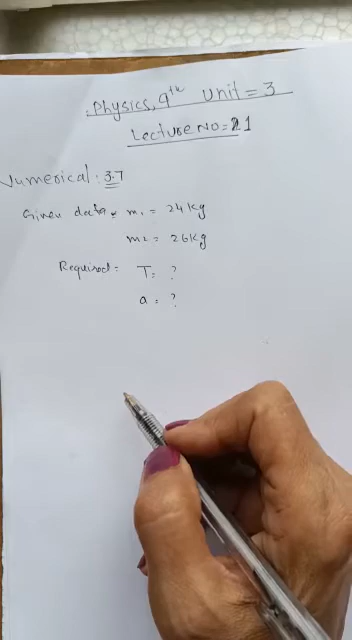 Physics, 9th Unit = 3
Lecture No = 21
Numerical : 3.7
Given data = m1 = 24 kg
m2 = 26 kg
Required = T = ?
a = ?